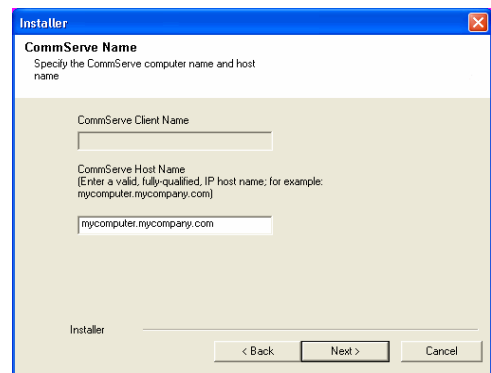 Installer
CommServe Name
Specify the CommServe computer name and host
name
CommServe Client Name
CommServe Host Name
(Enter a valid, fully-qualified, IP host name; for example:
mycomputer.mycompany.com)
mycomputer.mycompany.com
Installer
< Back Next > Cancel